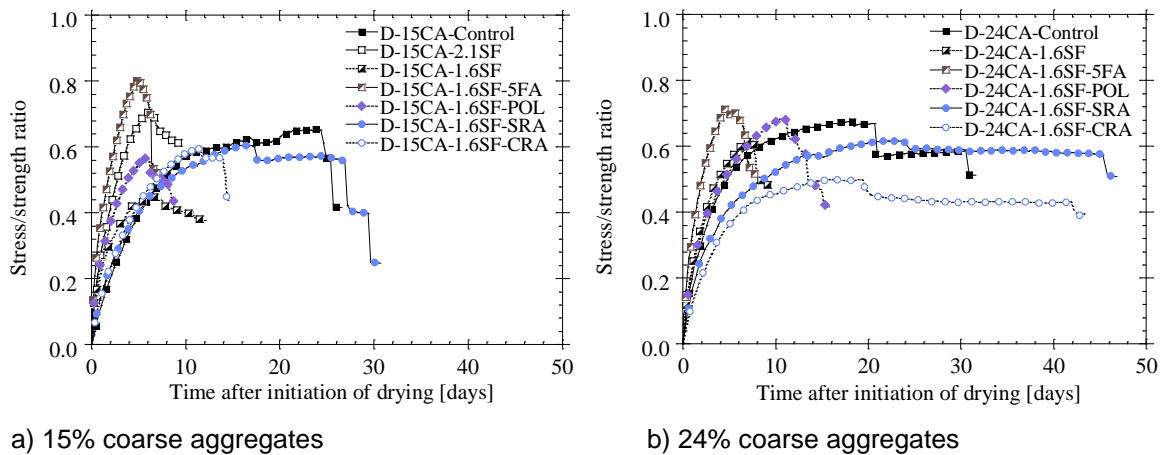 Stress/strength ratio
1.0
0.8
0.6
0.4
0.2
0.0
D-15CA-Control
D-15CA-2.1SF
D-15CA-1.6SF
D-15CA-1.6SF-5FA
D-15CA-1.6SF-POL
D-15CA-1.6SF-SRA
D-15CA-1.6SF-CRA
0 10 20 30 40 50
Time after initiation of drying [days]
a) 15% coarse aggregates
Stress/strength ratio
1.0
0.8
0.6
0.4
0.2
0.0
D-24CA-Control
D-24CA-1.6SF
D-24CA-1.6SF-5FA
D-24CA-1.6SF-POL
D-24CA-1.6SF-SRA
D-24CA-1.6SF-CRA
0 10 20 30 40 50
Time after initiation of drying [days]
b) 24% coarse aggregates